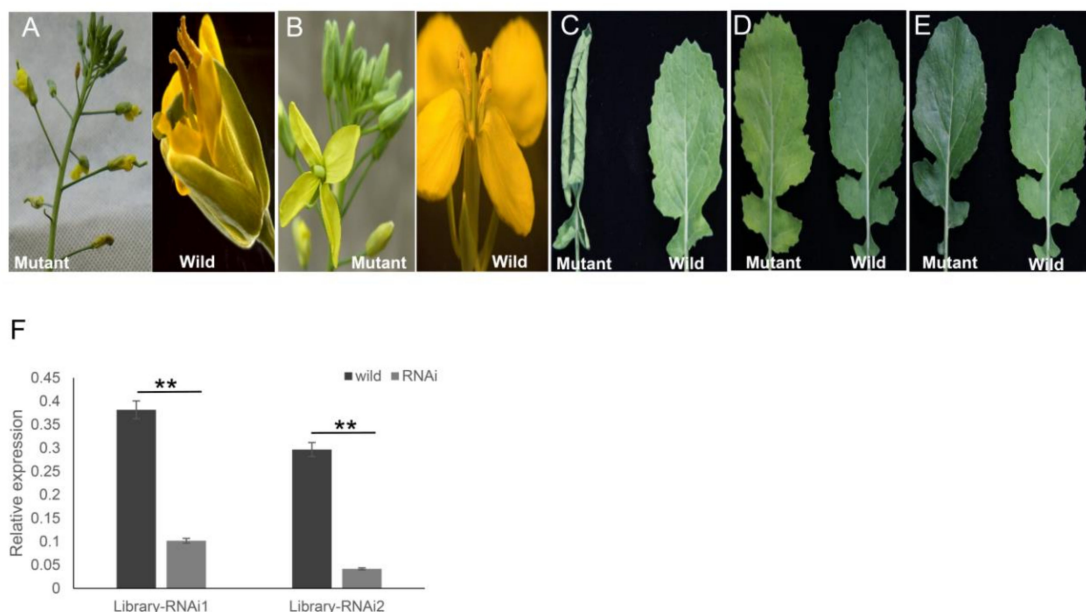 A
B
C
D
E
Mutant
Wild
Mutant
Wild
Mutant
Wild
Mutant
Wild
Mutant
Wild
F
wild
RNAi
**
**
Relative expression
0.45
0.4
0.35
0.3
0.25
0.2
0.15
0.1
0.05
0
Library-RNAi1
Library-RNAi2